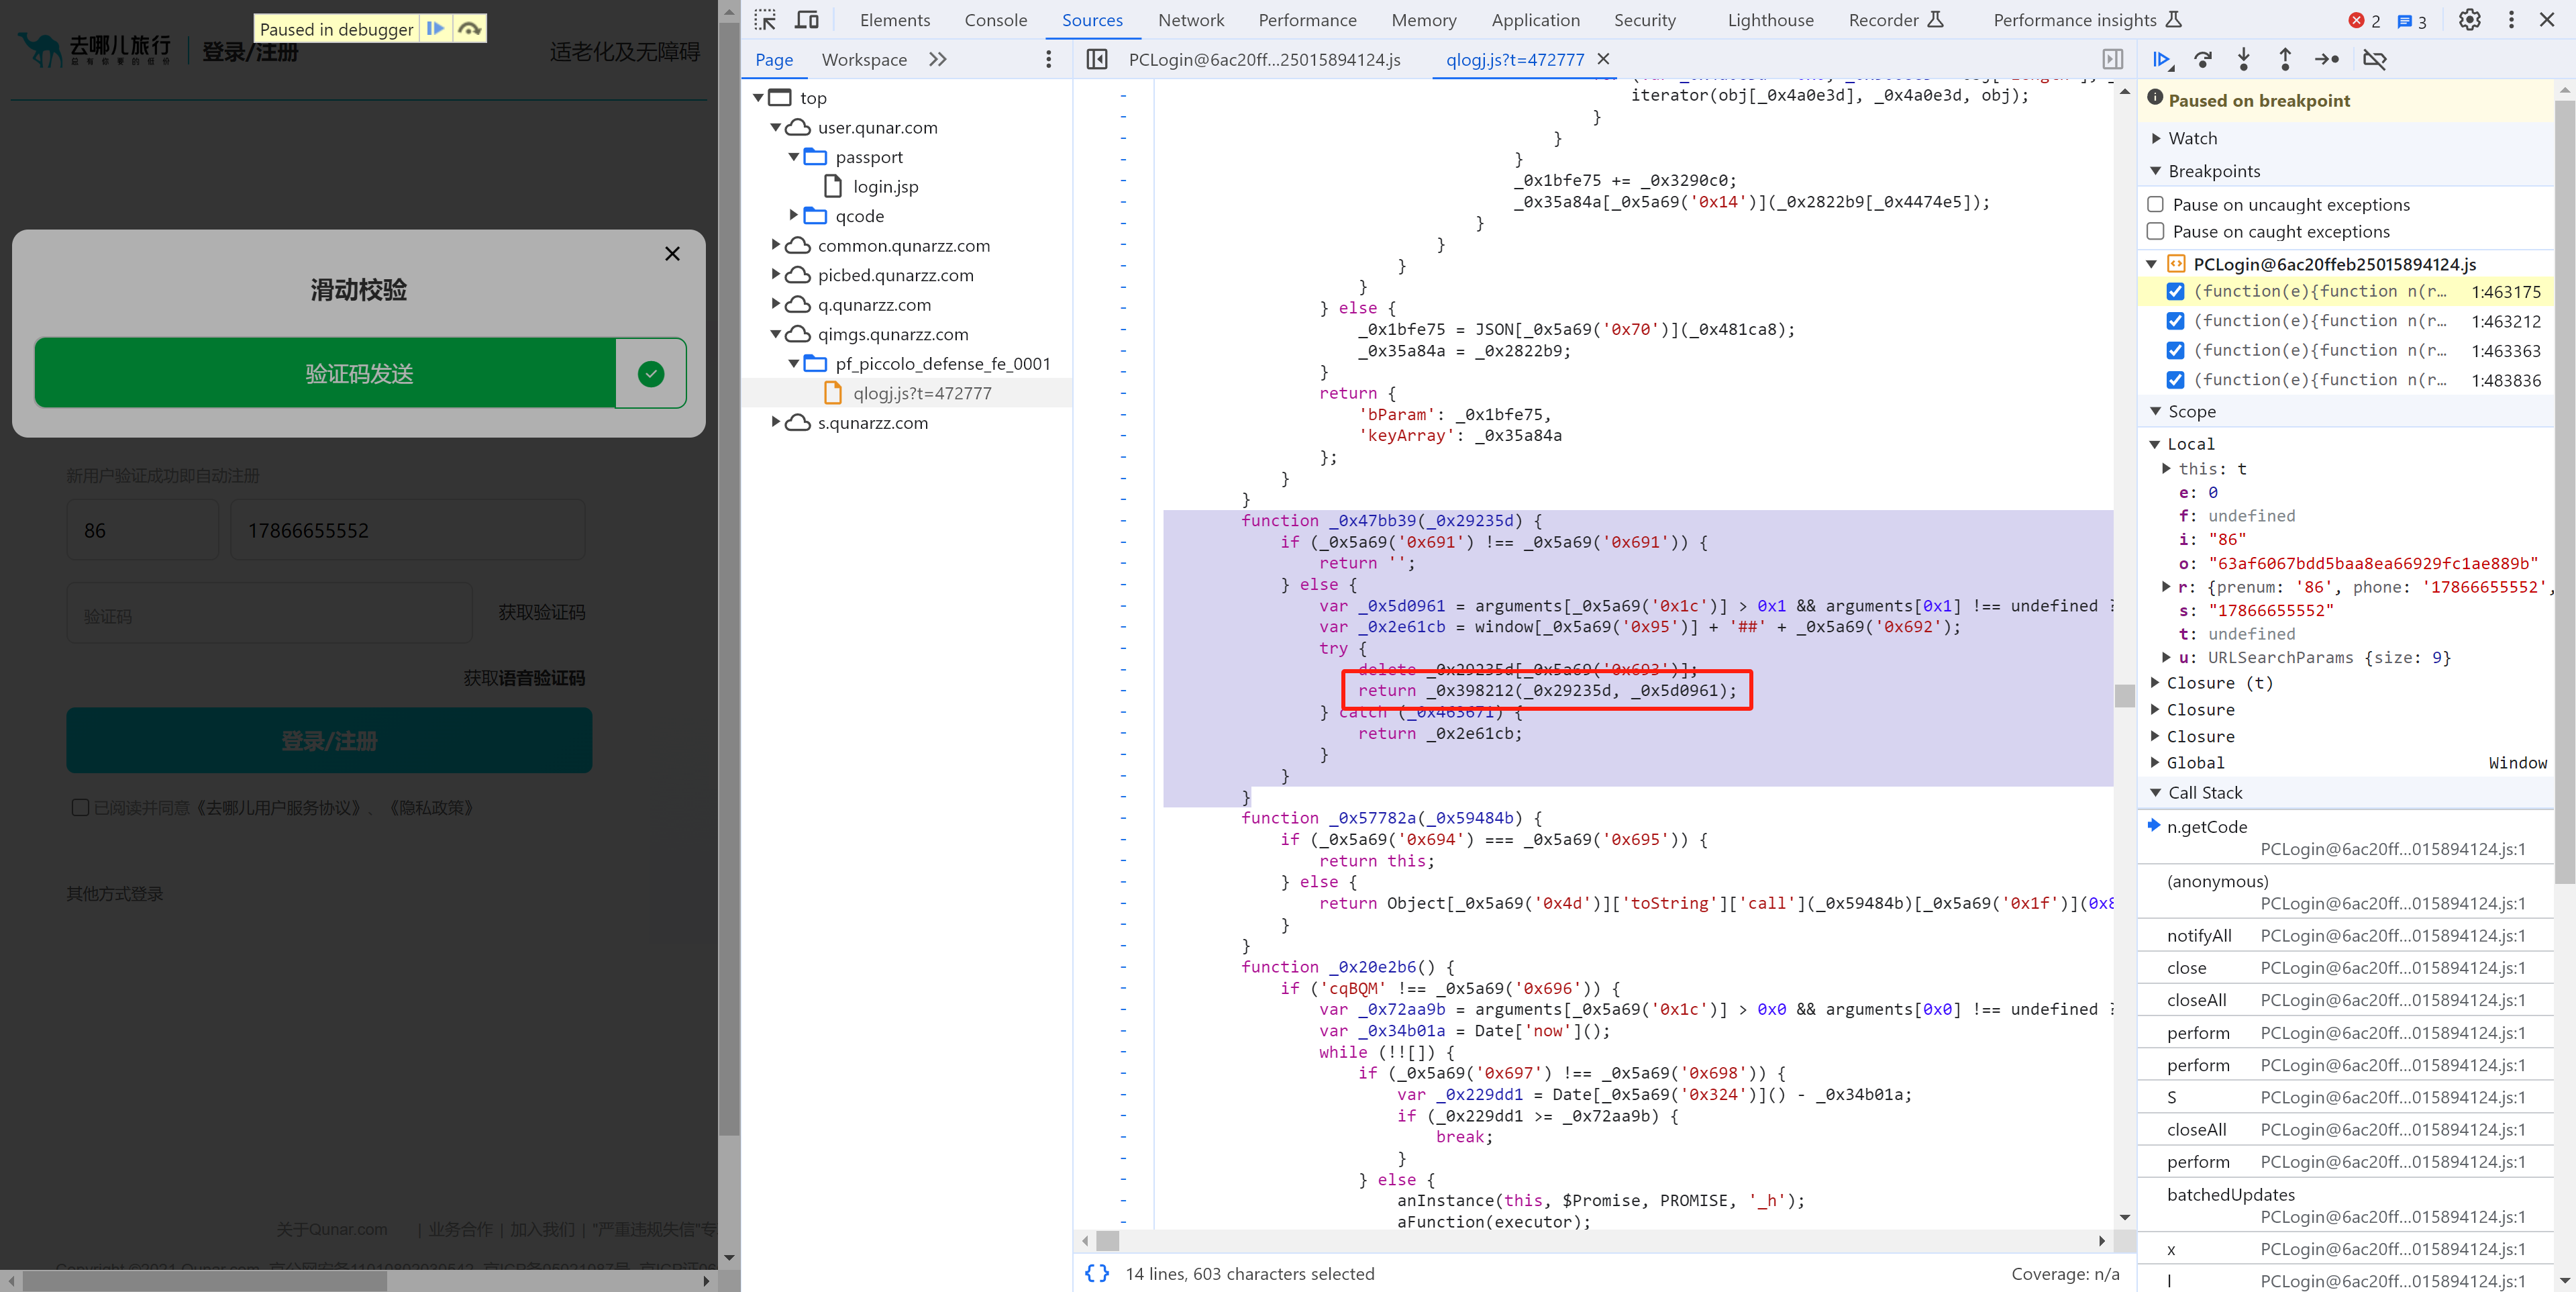 Paused in debugger
去哪儿旅行
总有你要的低价
登录/注册
适老化及无障碍
滑动校验
验证码发送
新用户验证成功即自动注册
86
17866655552
验证码
获取验证码
获取语音验证码
登录/注册
已阅读并同意《去哪儿用户服务协议》、《隐私政策》
其他方式登录
关于Qunar.com | 业务合作 | 加入我们 | "严重违规失信"专
Elements Console Sources Network Performance Memory Application Security Lighthouse Recorder Performance insights 2 3
Page Workspace
top
user.qunar.com
passport
login.jsp
qcode
common.qunarzz.com
picbed.qunarzz.com
q.qunarzz.com
qimgs.qunarzz.com
pf_piccolo_defense_fe_0001
qlogj.js?t=472777
s.qunarzz.com
PCLogin@6ac20ff...25015894124.js qlogj.js?t=472777
iterator(obj[_0x4a0e3d], _0x4a0e3d, obj);
}
}
}
_0x1bfe75 += _0x3290c0;
_0x35a84a[_0x5a69('0x14')](_0x2822b9[_0x4474e5]);
}
}
}
}
} else {
_0x1bfe75 = JSON[_0x5a69('0x70')](_0x481ca8);
_0x35a84a = _0x2822b9;
}
return {
'bParam': _0x1bfe75,
'keyArray': _0x35a84a
};
}
}
function _0x47bb39(_0x29235d) {
if (_0x5a69('0x691') !== _0x5a69('0x691')) {
return '';
} else {
var _0x5d0961 = arguments[_0x5a69('0x1c')] > 0x1 && arguments[0x1] !== undefined ?
var _0x2e61cb = window[_0x5a69('0x95')] + '##' + _0x5a69('0x692');
try {
delete _0x29235d[_0x5a69('0x693')];
return _0x398212(_0x29235d, _0x5d0961);
} catch (_0x463671) {
return _0x2e61cb;
}
}
}
function _0x57782a(_0x59484b) {
if (_0x5a69('0x694') === _0x5a69('0x695')) {
return this;
} else {
return Object[_0x5a69('0x4d')]['toString']['call'](_0x59484b)[_0x5a69('0x1f')](0x8
}
}
function _0x20e2b6() {
if ('cqBQM' !== _0x5a69('0x696')) {
var _0x72aa9b = arguments[_0x5a69('0x1c')] > 0x0 && arguments[0x0] !== undefined ?
var _0x34b01a = Date['now']();
while (!![]) {
if (_0x5a69('0x697') !== _0x5a69('0x698')) {
var _0x229dd1 = Date[_0x5a69('0x324')]() - _0x34b01a;
if (_0x229dd1 >= _0x72aa9b) {
break;
}
} else {
anInstance(this, $Promise, PROMISE, '_h');
aFunction(executor);
{} 14 lines, 603 characters selected
Coverage: n/a
Paused on breakpoint
Watch
Breakpoints
Pause on uncaught exceptions
Pause on caught exceptions
PCLogin@6ac20ffeb25015894124.js
(function(e){function n(r... 1:463175
(function(e){function n(r... 1:463212
(function(e){function n(r... 1:463363
(function(e){function n(r... 1:483836
Scope
Local
this: t
e: 0
f: undefined
i: "86"
o: "63af6067bdd5baa8ea66929fc1ae889b"
r: {prenum: '86', phone: '17866655552',
s: "17866655552"
t: undefined
u: URLSearchParams {size: 9}
Closure (t)
Closure
Closure
Global Window
Call Stack
n.getCode
PCLogin@6ac20ff...015894124.js:1
(anonymous)
PCLogin@6ac20ff...015894124.js:1
notifyAll PCLogin@6ac20ff...015894124.js:1
close PCLogin@6ac20ff...015894124.js:1
closeAll PCLogin@6ac20ff...015894124.js:1
perform PCLogin@6ac20ff...015894124.js:1
perform PCLogin@6ac20ff...015894124.js:1
S PCLogin@6ac20ff...015894124.js:1
closeAll PCLogin@6ac20ff...015894124.js:1
perform PCLogin@6ac20ff...015894124.js:1
batchedUpdates
PCLogin@6ac20ff...015894124.js:1
x PCLogin@6ac20ff...015894124.js:1
l PCLogin@6ac20ff...015894124.js:1